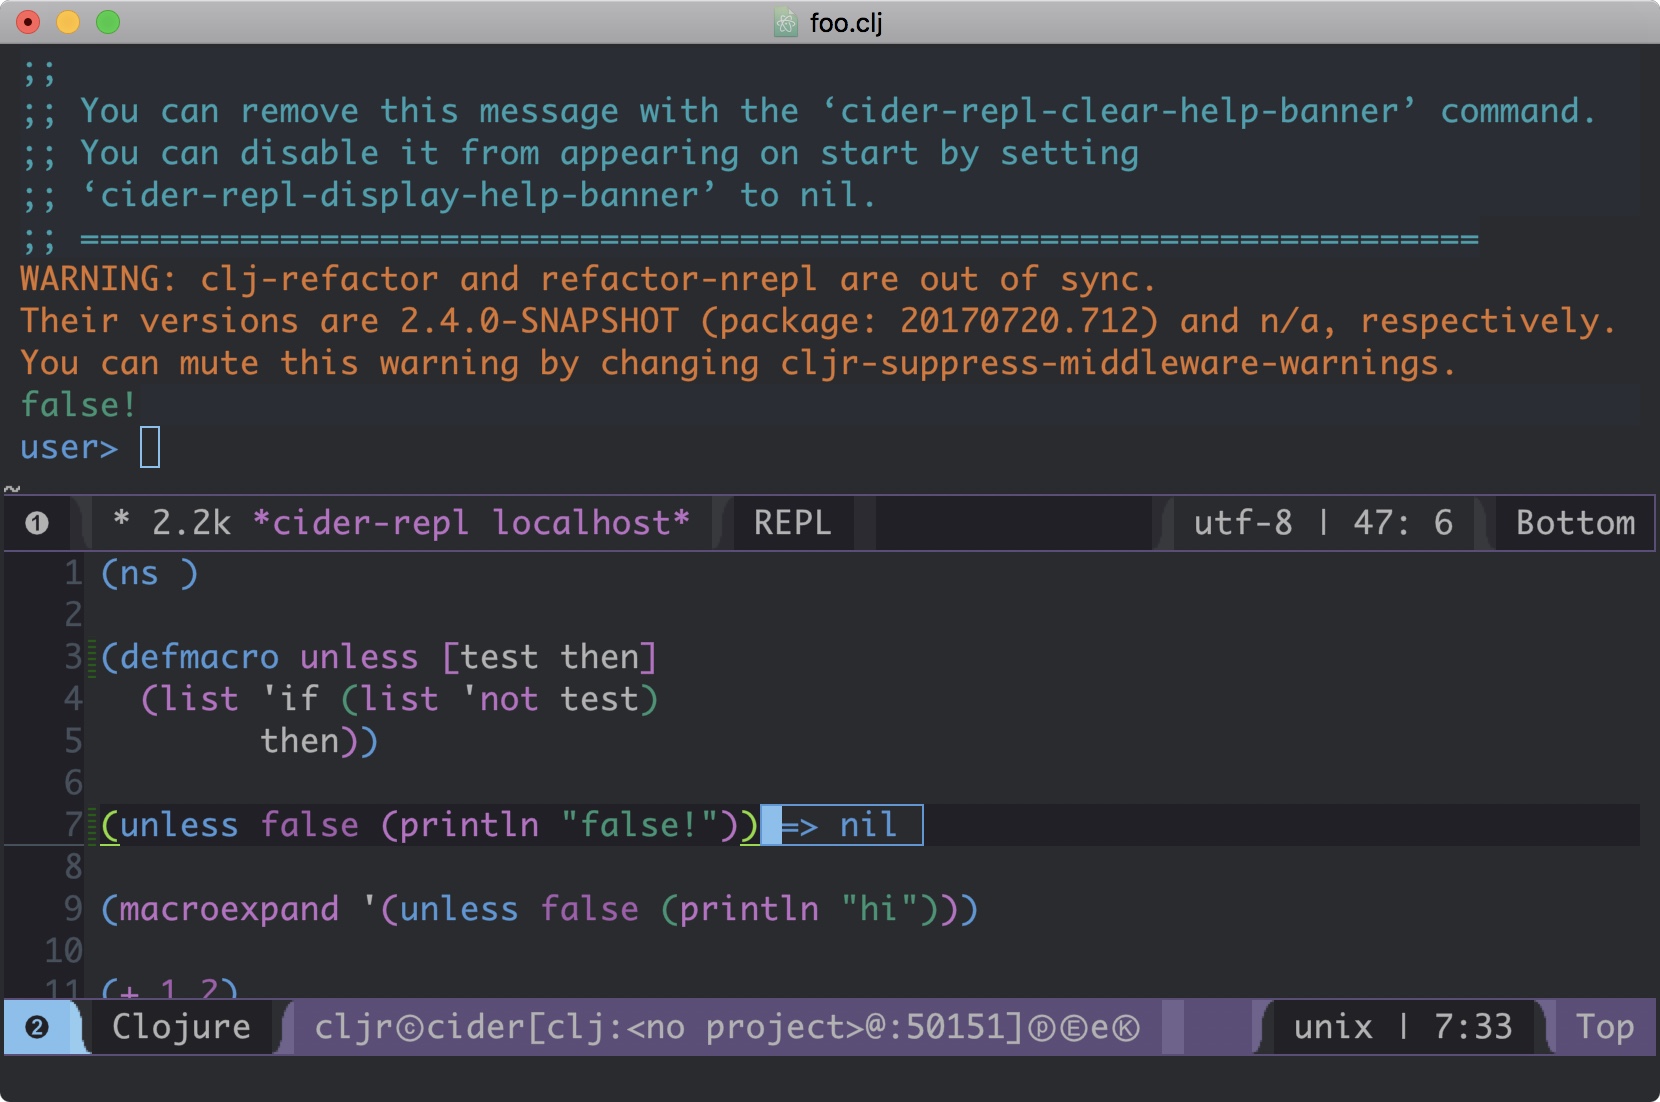 foo.clj
;;
;; You can remove this message with the ‘cider-repl-clear-help-banner’ command.
;; You can disable it from appearing on start by setting
;; ‘cider-repl-display-help-banner’ to nil.
;; ======================================================================
WARNING: clj-refactor and refactor-nrepl are out of sync.
Their versions are 2.4.0-SNAPSHOT (package: 20170720.712) and n/a, respectively.
You can mute this warning by changing cljr-suppress-middleware-warnings.
false!
user>
~
❶ * 2.2k *cider-repl localhost* REPL utf-8 | 47: 6 Bottom
1 (ns )
2
3 (defmacro unless [test then]
4   (list 'if (list 'not test)
5         then))
6
7 (unless false (println "false!")) => nil
8
9 (macroexpand '(unless false (println "hi")))
10
11 (+ 1 2)
❷ Clojure cljrⓒcider[clj:<no project>@:50151]ⓟⒺeⓀ unix | 7:33 Top